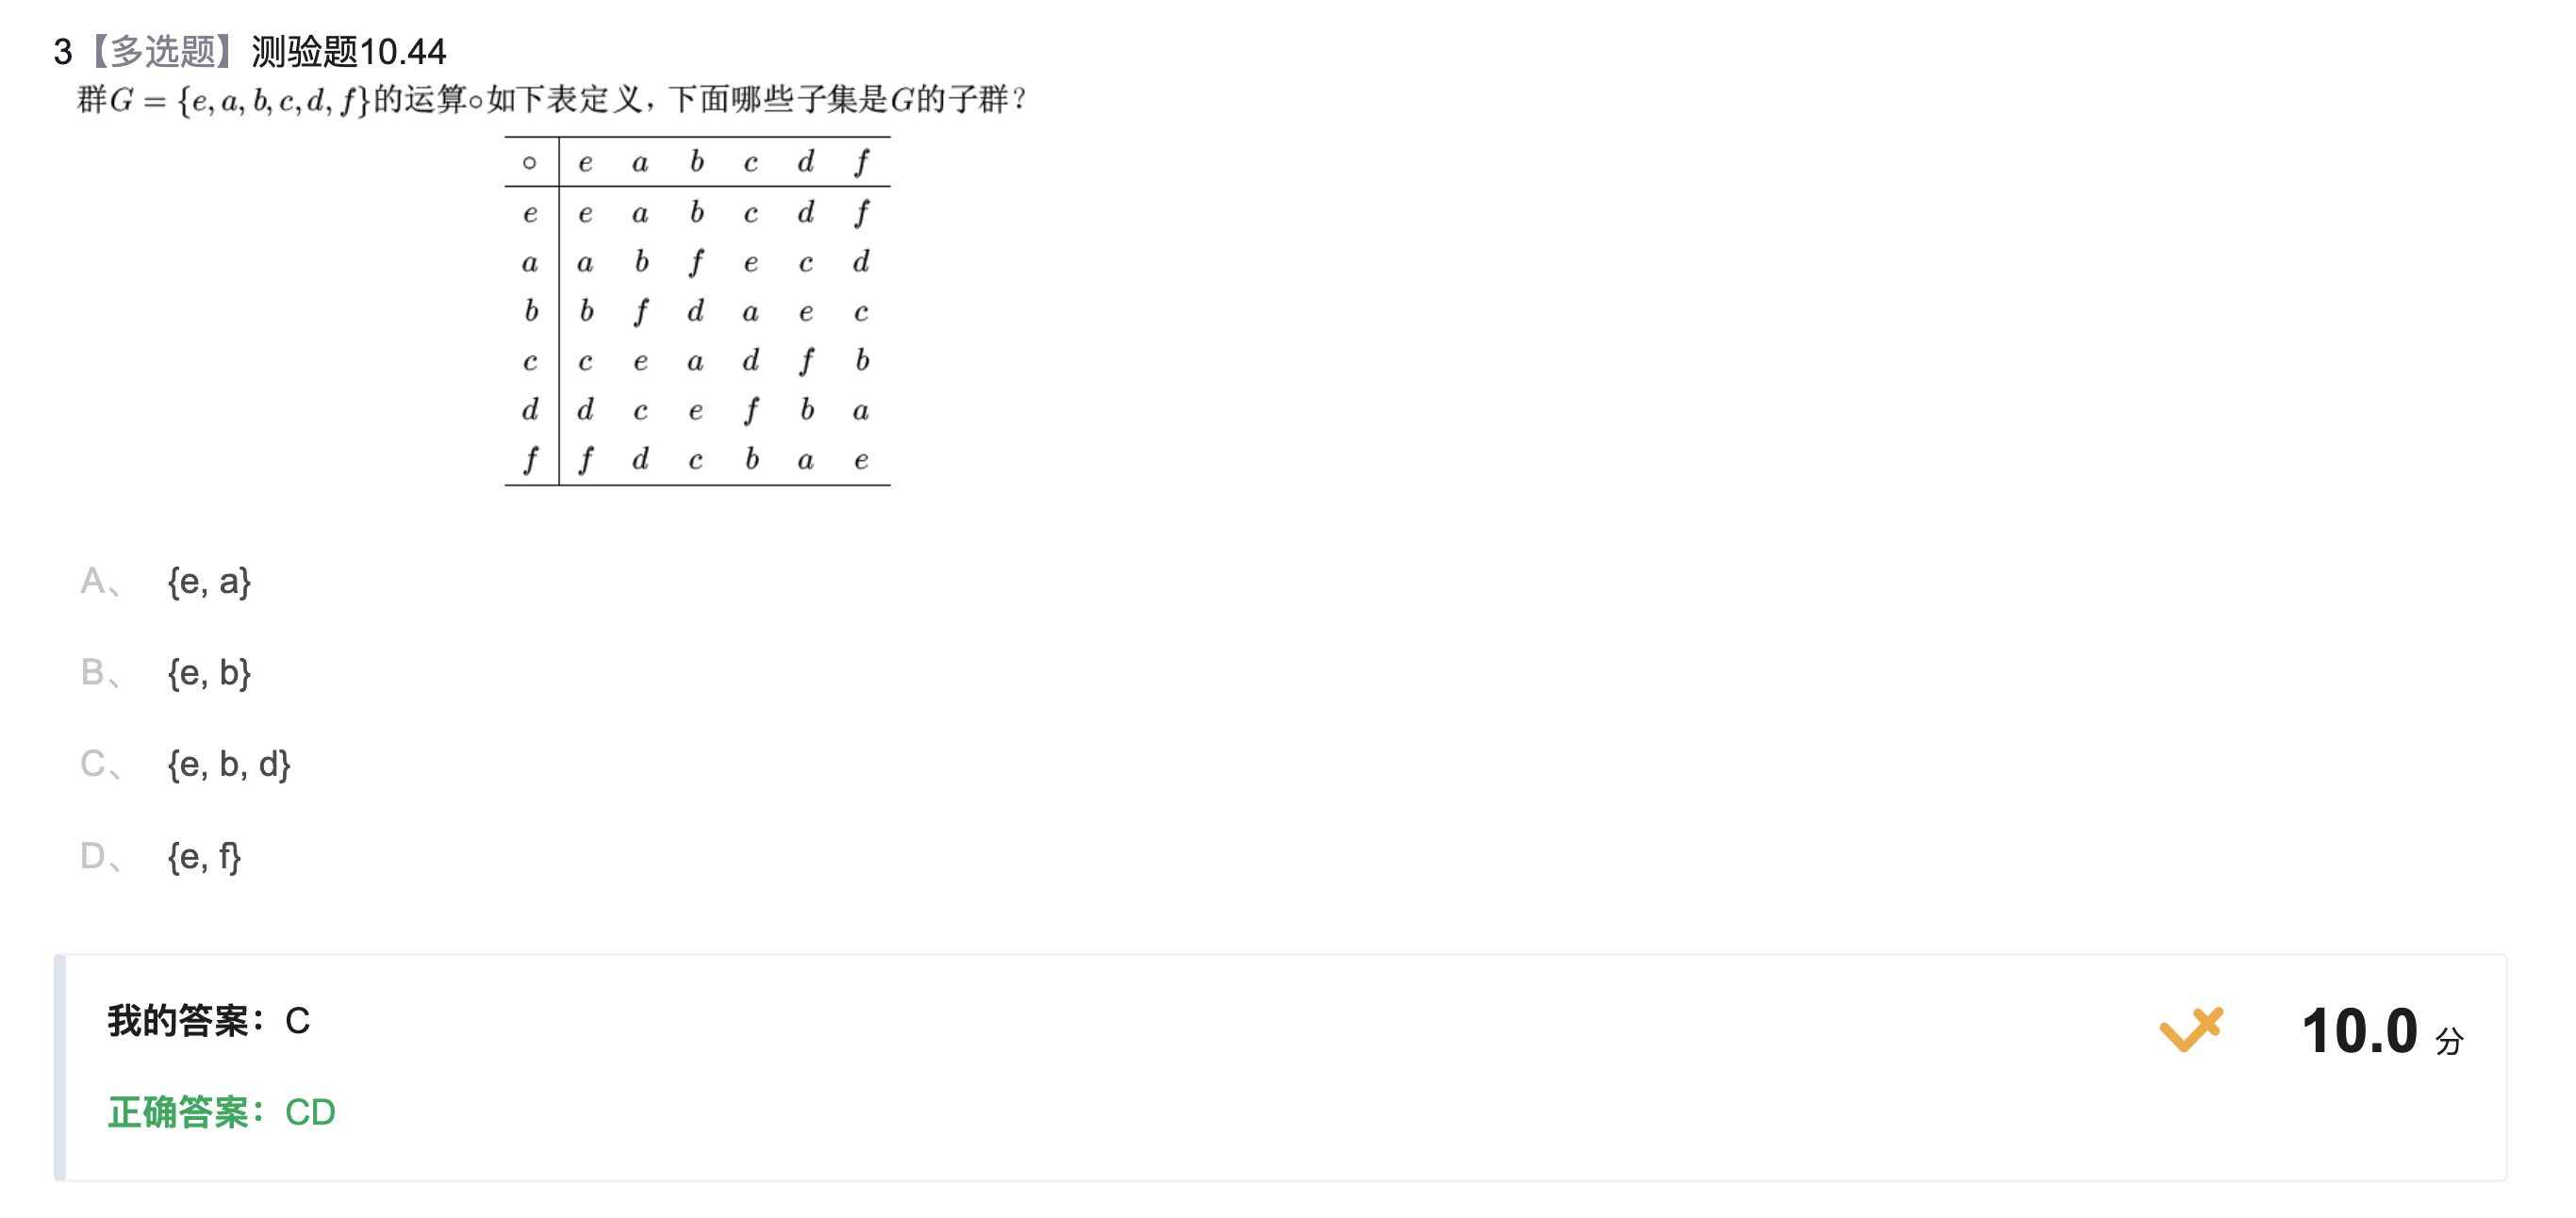 3【多选题】测验题10.44
群G = {e, a, b, c, d, f}的运算∘如下表定义，下面哪些子集是G的子群？
∘ e a b c d f
e e a b c d f
a a b f e c d
b b f d a e c
c c e a d f b
d d c e f b a
f f d c b a e
A、 {e, a}
B、 {e, b}
C、 {e, b, d}
D、 {e, f}
我的答案：C
10.0 分
正确答案：CD